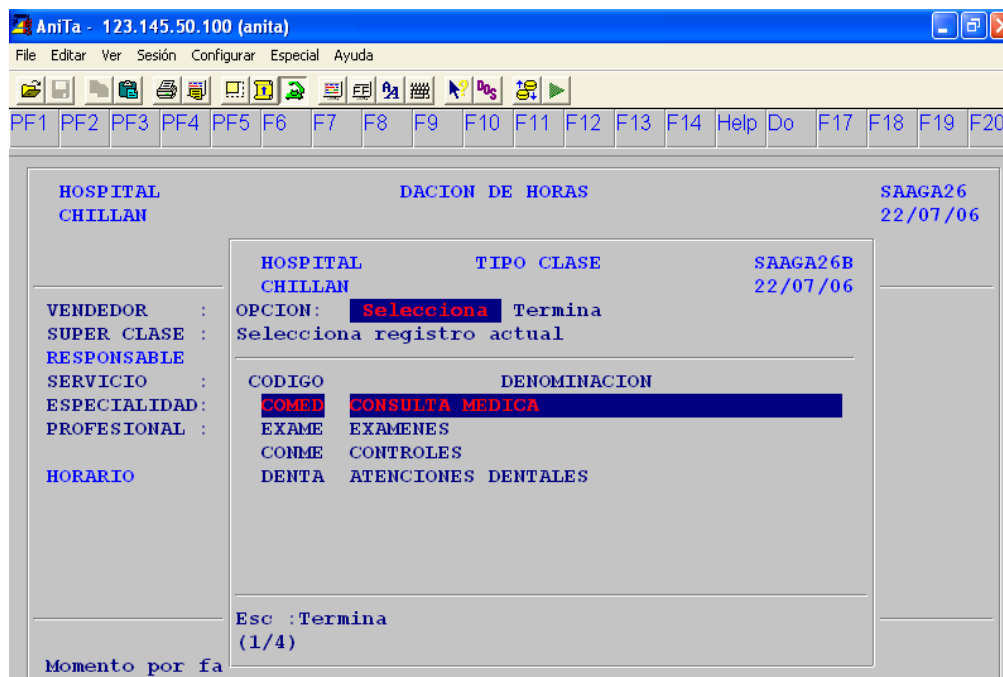 AniTa - 123.145.50.100 (anita)
File Editar Ver Sesión Configurar Especial Ayuda
DOS
PF1 PF2 PF3 PF4 PF5 F6 F7 F8 F9 F10 F11 F12 F13 F14 Help Do F17 F18 F19 F20
HOSPITAL DACION DE HORAS SAAGA26
CHILLAN 22/07/06
HOSPITAL TIPO CLASE SAAGA26B
CHILLAN 22/07/06
VENDEDOR : OPCION: Selecciona Termina
SUPER CLASE : Selecciona registro actual
RESPONSABLE
SERVICIO : CODIGO DENOMINACION
ESPECIALIDAD: COMED CONSULTA MEDICA
PROFESIONAL : EXAME EXAMENES
CONME CONTROLES
HORARIO DENTA ATENCIONES DENTALES
Esc :Termina
(1/4)
Momento por fa